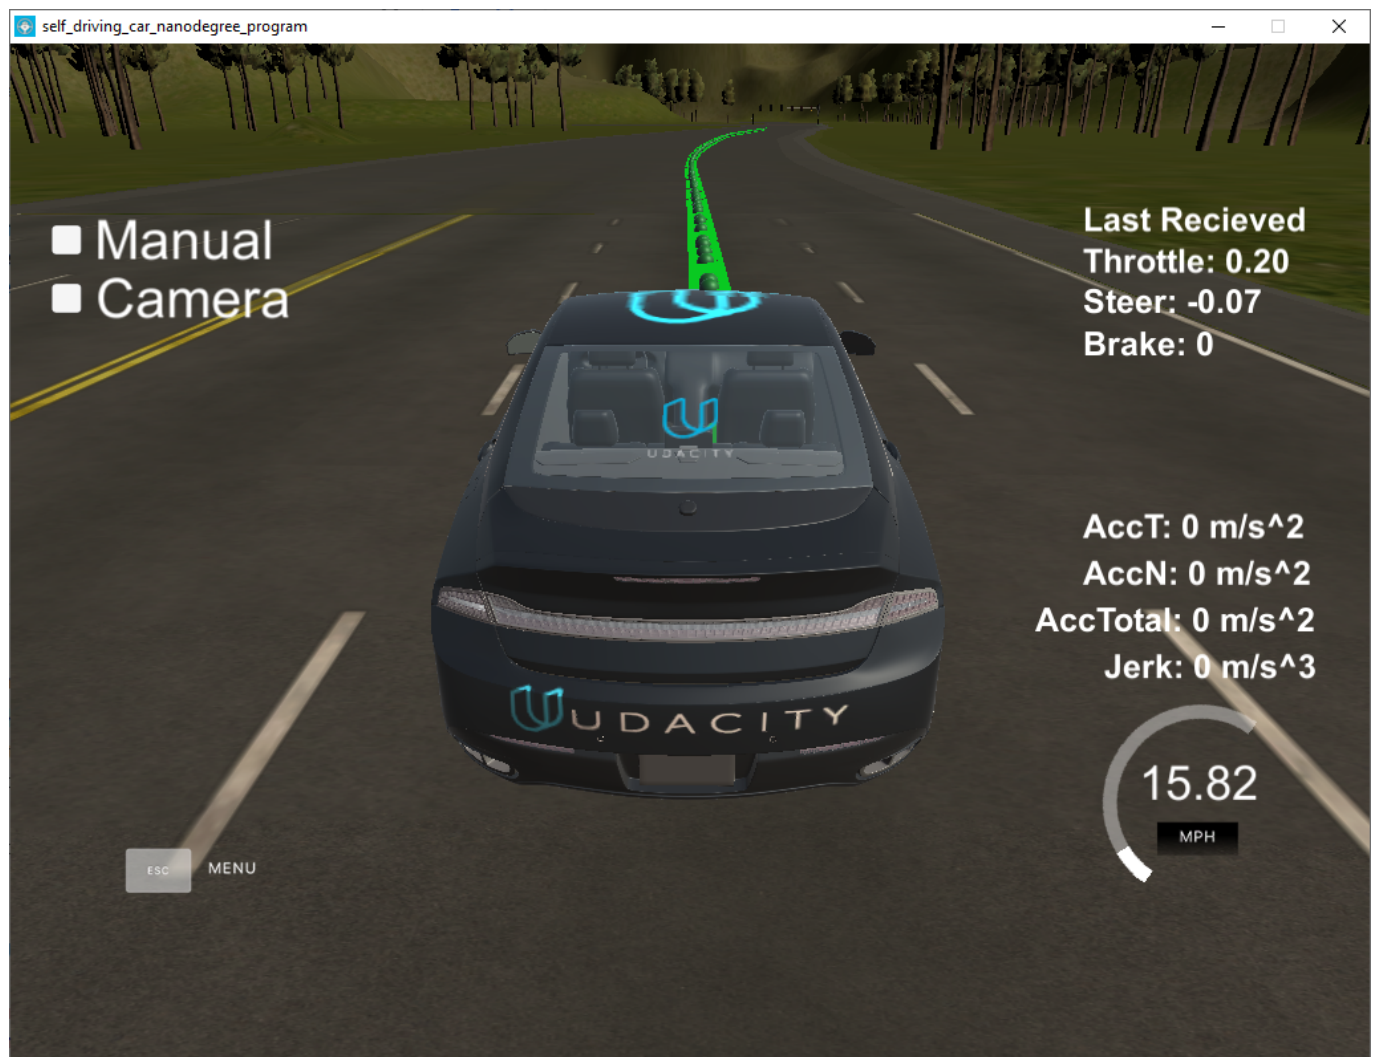 self_driving_car_nanodegree_program
Manual
Camera
Last Recieved
Throttle: 0.20
Steer: -0.07
Brake: 0
UDACITY
AccT: 0 m/s^2
AccN: 0 m/s^2
AccTotal: 0 m/s^2
Jerk: 0 m/s^3
UDACITY
15.82
MPH
ESC MENU